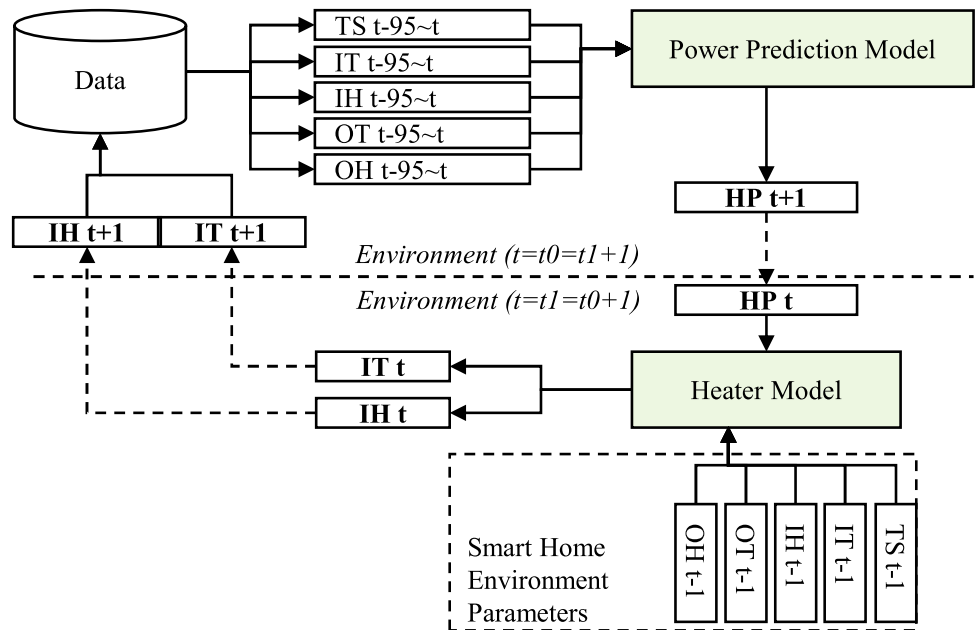 Data
TS t-95~t
IT t-95~t
IH t-95~t
OT t-95~t
OH t-95~t
Power Prediction Model
HP t+1
IH t+1
IT t+1
Environment (t=t0=t1+1)
Environment (t=t1=t0+1)
HP t
IT t
IH t
Heater Model
Smart Home
Environment
Parameters
OH t-1
OT t-1
IH t-1
IT t-1
TS t-1